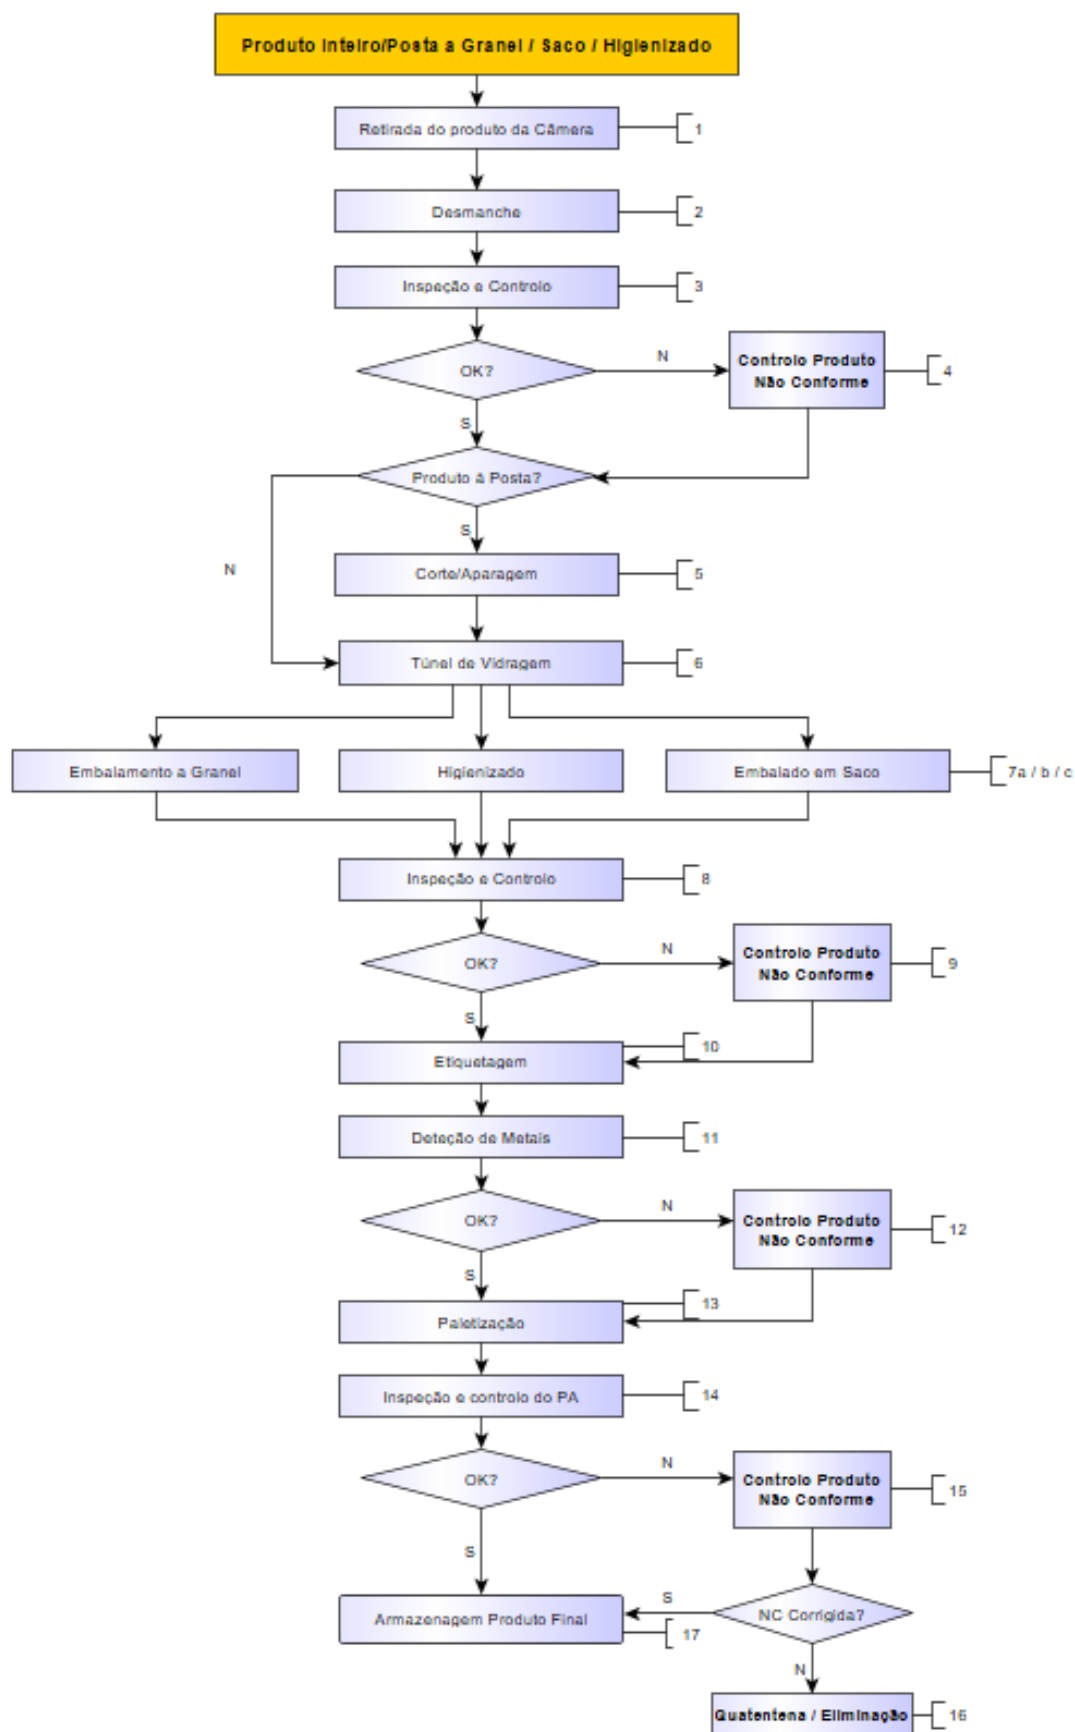 Produto Inteiro/Posta a Granel / Saco / Higienizado
Retirada do produto da Câmera
1
Desmanche
2
Inspeção e Controlo
3
OK?
N
Controlo Produto
Não Conforme
4
S
Produto à Posta?
S
N
Corte/Aparagem
5
Túnel de Vidragem
6
Embalamento a Granel
Higienizado
Embalado em Saco
7a / b / c
Inspeção e Controlo
8
OK?
N
Controlo Produto
Não Conforme
9
S
Etiquetagem
10
Deteção de Metais
11
OK?
N
Controlo Produto
Não Conforme
12
S
Paletização
13
Inspeção e controlo do PA
14
OK?
N
Controlo Produto
Não Conforme
15
S
Armazenagem Produto Final
17
S
NC Corrigida?
N
Quatentena / Eliminação
16